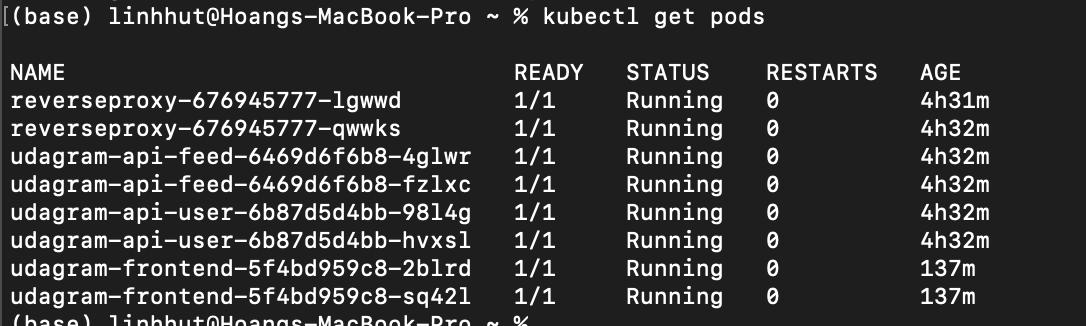 (base) linhhut@Hoangs-MacBook-Pro ~ % kubectl get pods
NAME READY STATUS RESTARTS AGE
reverseproxy-676945777-lgwwd 1/1 Running 0 4h31m
reverseproxy-676945777-qwwks 1/1 Running 0 4h32m
udagram-api-feed-6469d6f6b8-4glwr 1/1 Running 0 4h32m
udagram-api-feed-6469d6f6b8-fzlxc 1/1 Running 0 4h32m
udagram-api-user-6b87d5d4bb-98l4g 1/1 Running 0 4h32m
udagram-api-user-6b87d5d4bb-hvxsl 1/1 Running 0 4h32m
udagram-frontend-5f4bd959c8-2blrd 1/1 Running 0 137m
udagram-frontend-5f4bd959c8-sq42l 1/1 Running 0 137m
(base) linhhut@Hoangs-MacBook-Pro ~ %